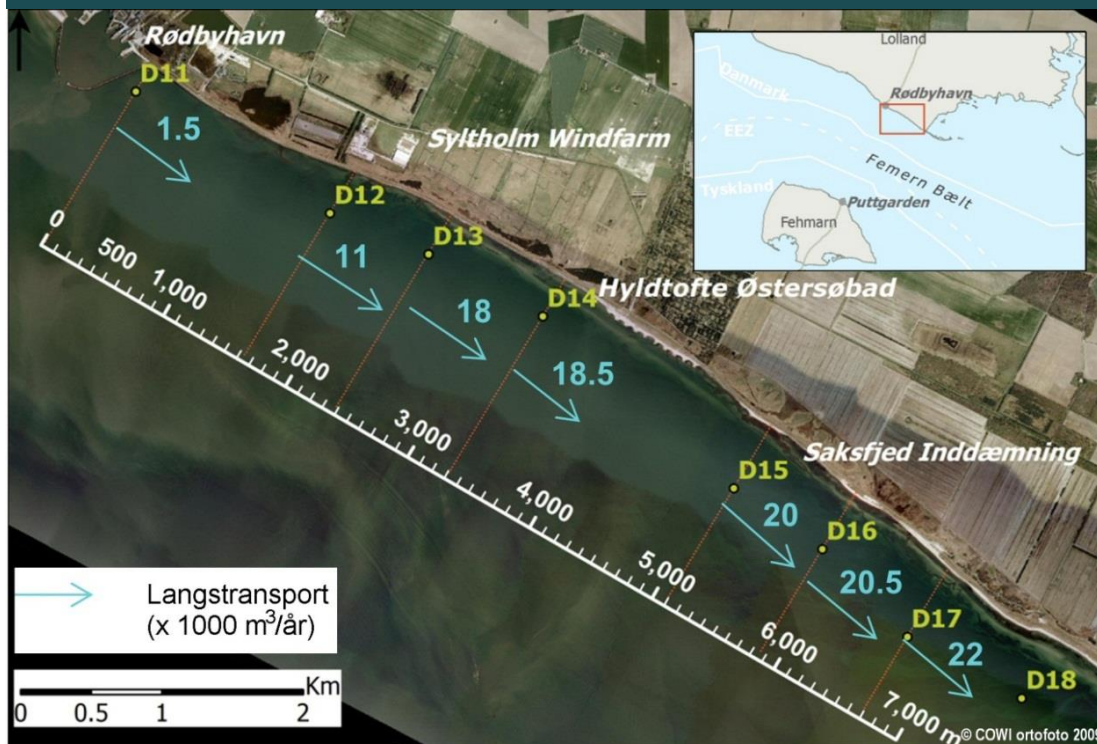 Rødbyhavn
D11
1.5
Syltholm Windfarm
D12
11
D13
18
Hyldtofte Østersøbad
D14
18.5
Saksfjed Inddæmning
D15
20
D16
20.5
D17
22
D18
0
500
1,000
2,000
3,000
4,000
5,000
6,000
7,000 m
Lolland
Danmark
Rødbyhavn
EEZ
Femern Bælt
Tyskland
Puttgarden
Fehmarn
Langstransport
(x 1000 m³/år)
Km
0 0.5 1 2
© COWI ortofoto 2009